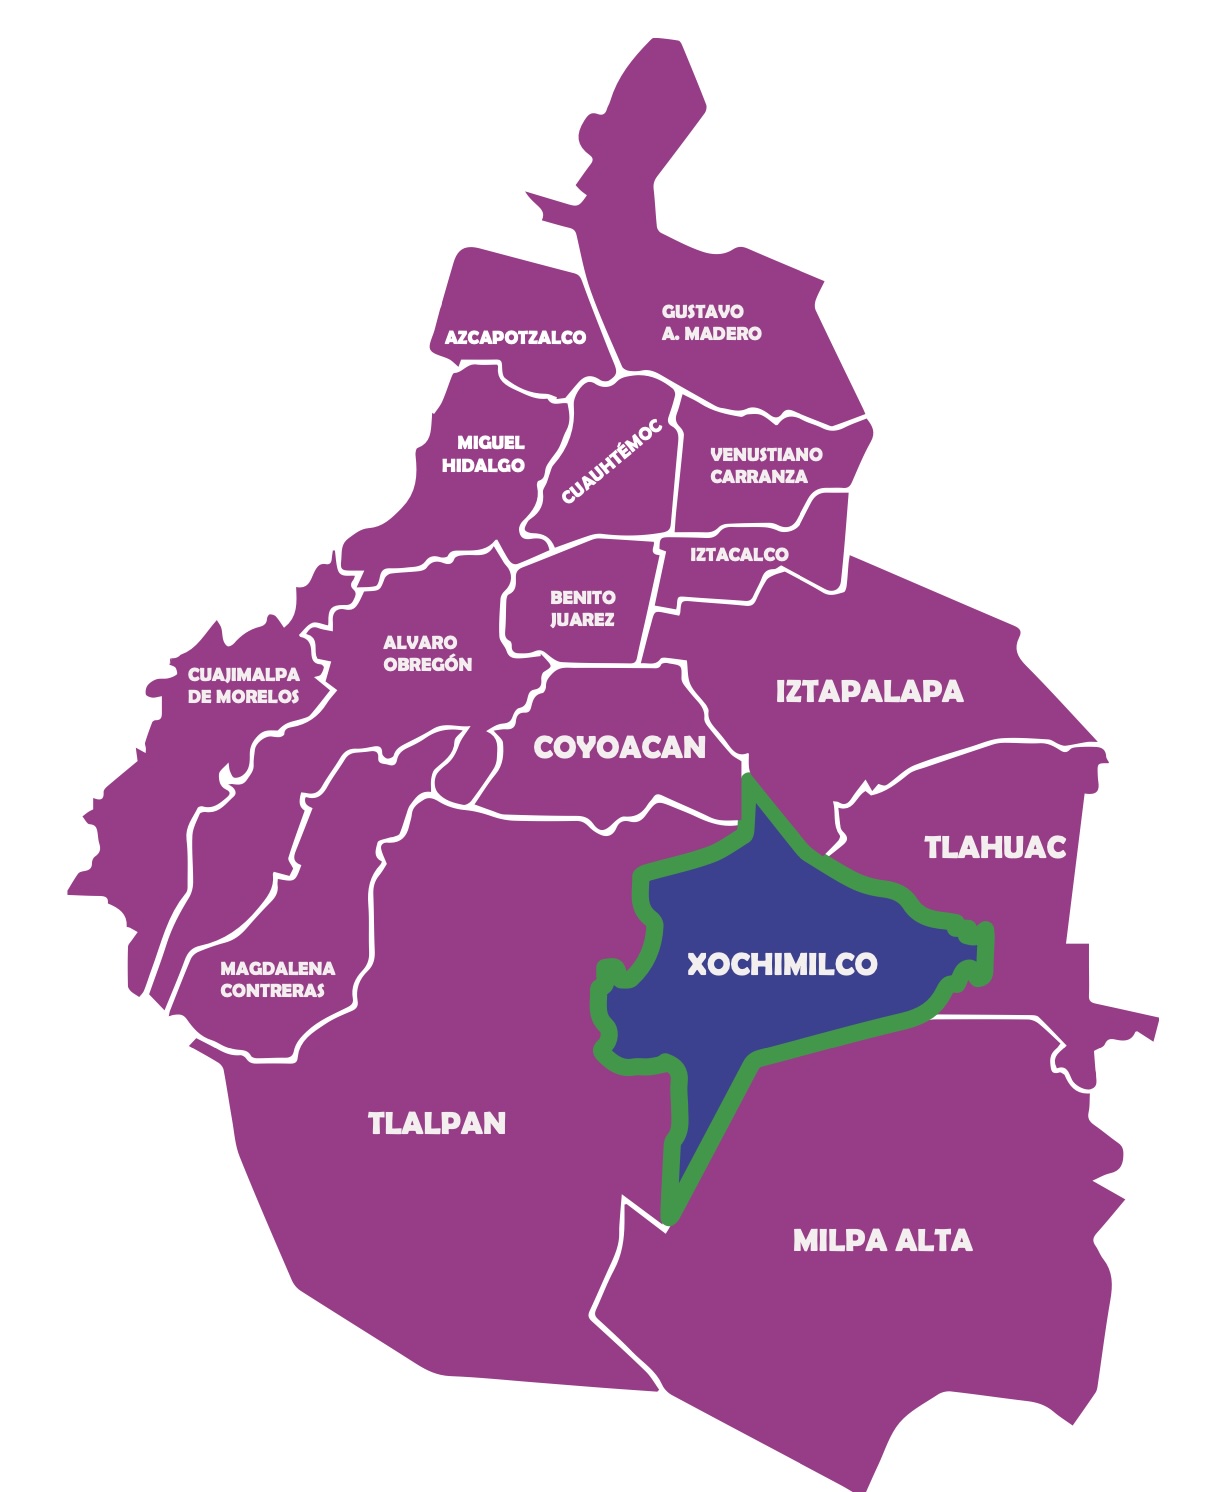 GUSTAVO
A. MADERO
AZCAPOTZALCO
MIGUEL
HIDALGO
CUAUHTÉMOC
VENUSTIANO
CARRANZA
IZTACALCO
BENITO
JUAREZ
ALVARO
OBREGÓN
CUAJIMALPA
DE MORELOS
IZTAPALAPA
COYOACAN
TLAHUAC
XOCHIMILCO
MAGDALENA
CONTRERAS
TLALPAN
MILPA ALTA